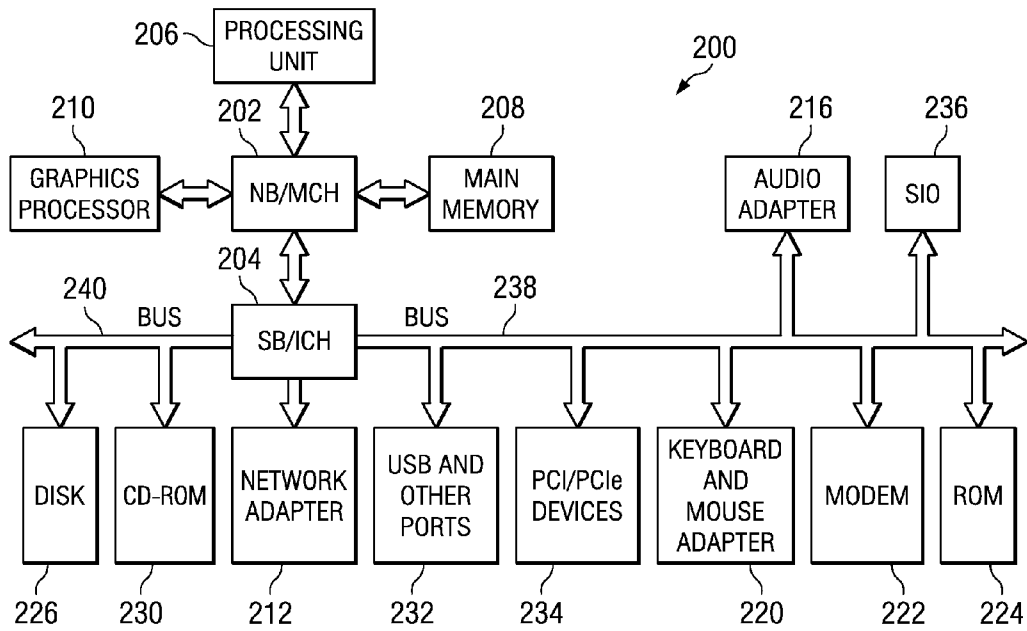 206
PROCESSING
UNIT
200
210
202
208
216
236
GRAPHICS
PROCESSOR
NB/MCH
MAIN
MEMORY
AUDIO
ADAPTER
SIO
204
240
BUS
SB/ICH
BUS
238
DISK
CD-ROM
NETWORK
ADAPTER
USB AND
OTHER
PORTS
PCI/PCIe
DEVICES
KEYBOARD
AND
MOUSE
ADAPTER
MODEM
ROM
226
230
212
232
234
220
222
224